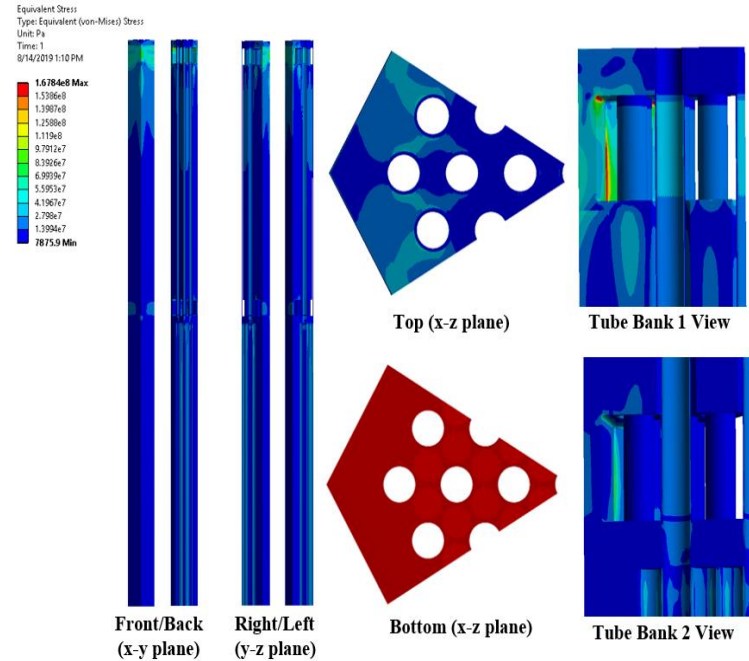 Equivalent Stress
Type: Equivalent (von-Mises) Stress
Unit: Pa
Time: 1
8/14/2019 1:10 PM
1.6784e8 Max
1.5386e8
1.3987e8
1.2588e8
1.119e8
9.7912e7
8.3926e7
6.9939e7
5.5953e7
4.1967e7
2.798e7
1.3994e7
7875.9 Min
Top (x-z plane)
Tube Bank 1 View
Front/Back
(x-y plane)
Right/Left
(y-z plane)
Bottom (x-z plane)
Tube Bank 2 View